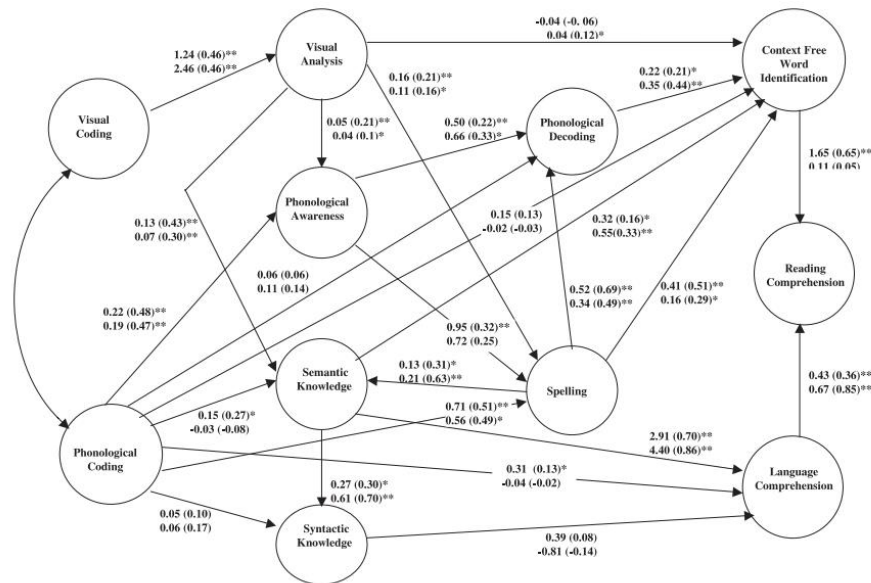 -0.04 (-0. 06)
0.04 (0.12)*
1.24 (0.46)**
2.46 (0.46)**
Visual
Analysis
Context Free
Word
Identification
0.16 (0.21)**
0.11 (0.16)*
0.22 (0.21)*
0.35 (0.44)**
Visual
Coding
0.05 (0.21)**
0.04 (0.1)*
0.50 (0.22)**
0.66 (0.33)*
Phonological
Decoding
1.65 (0.65)**
0.11 (0.05)
Phonological
Awareness
0.13 (0.43)**
0.07 (0.30)**
0.15 (0.13)
-0.02 (-0.03)
0.32 (0.16)*
0.55(0.33)**
Reading
Comprehension
0.06 (0.06)
0.11 (0.14)
0.52 (0.69)**
0.34 (0.49)**
0.41 (0.51)**
0.16 (0.29)*
0.22 (0.48)**
0.19 (0.47)**
0.95 (0.32)**
0.72 (0.25)
Semantic
Knowledge
0.13 (0.31)*
0.21 (0.63)**
Spelling
0.43 (0.36)**
0.67 (0.85)**
0.15 (0.27)*
-0.03 (-0.08)
0.71 (0.51)**
0.56 (0.49)*
Phonological
Coding
2.91 (0.70)**
4.40 (0.86)**
Language
Comprehension
0.31 (0.13)*
-0.04 (-0.02)
0.27 (0.30)*
0.61 (0.70)**
0.05 (0.10)
0.06 (0.17)
Syntactic
Knowledge
0.39 (0.08)
-0.81 (-0.14)